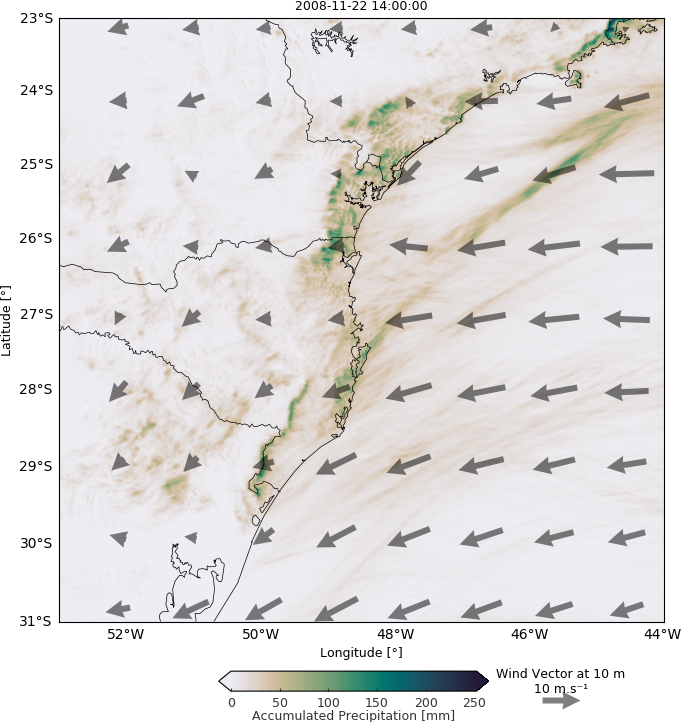 2008-11-22 14:00:00
23°S
24°S
25°S
26°S
27°S
28°S
29°S
30°S
31°S
Latitude [°]
52°W 50°W 48°W 46°W 44°W
Longitude [°]
0 50 100 150 200 250
Accumulated Precipitation [mm]
Wind Vector at 10 m
10 m.s⁻¹